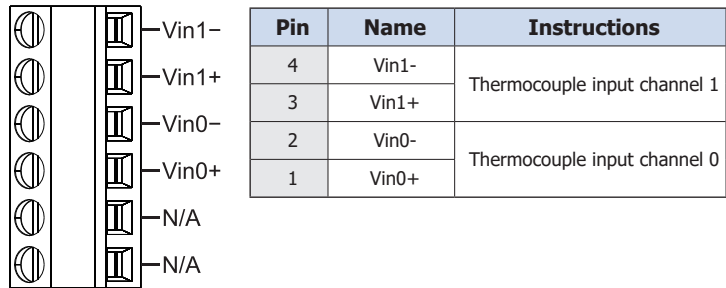 Vin1−
Vin1+
Vin0−
Vin0+
N/A
N/A
Pin Name Instructions
4 Vin1- Thermocouple input channel 1
3 Vin1+
2 Vin0- Thermocouple input channel 0
1 Vin0+